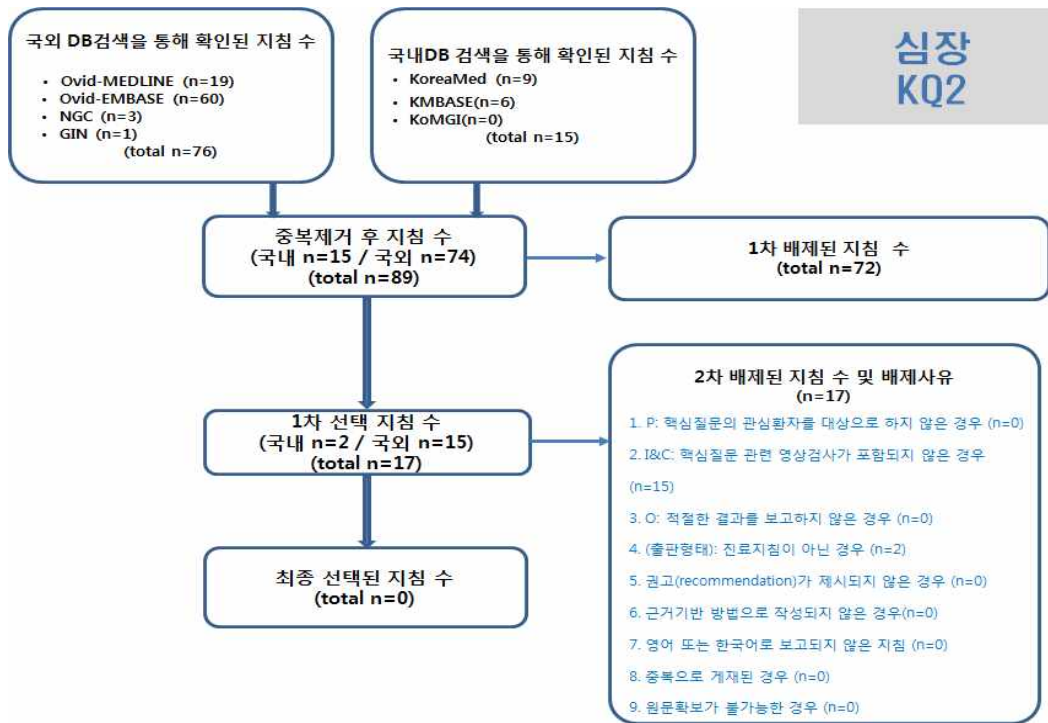 국외 DB검색을 통해 확인된 지침 수
• Ovid-MEDLINE (n=19)
• Ovid-EMBASE (n=60)
• NGC (n=3)
• GIN (n=1)
(total n=76)
국내DB 검색을 통해 확인된 지침 수
• KoreaMed (n=9)
• KMBASE(n=6)
• KoMGI(n=0)
(total n=15)
심장
KQ2
중복제거 후 지침 수
(국내 n=15 / 국외 n=74)
(total n=89)
1차 배제된 지침 수
(total n=72)
1차 선택 지침 수
(국내 n=2 / 국외 n=15)
(total n=17)
2차 배제된 지침 수 및 배제사유
(n=17)
1. P: 핵심질문의 관심환자를 대상으로 하지 않은 경우 (n=0)
2. I&C: 핵심질문 관련 영상검사가 포함되지 않은 경우
(n=15)
3. O: 적절한 결과를 보고하지 않은 경우 (n=0)
4. (출판형태): 진료지침이 아닌 경우 (n=2)
5. 권고(recommendation)가 제시되지 않은 경우 (n=0)
6. 근거기반 방법으로 작성되지 않은 경우(n=0)
7. 영어 또는 한국어로 보고되지 않은 지침 (n=0)
8. 중복으로 게재된 경우 (n=0)
9. 원문확보가 불가능한 경우 (n=0)
최종 선택된 지침 수
(total n=0)